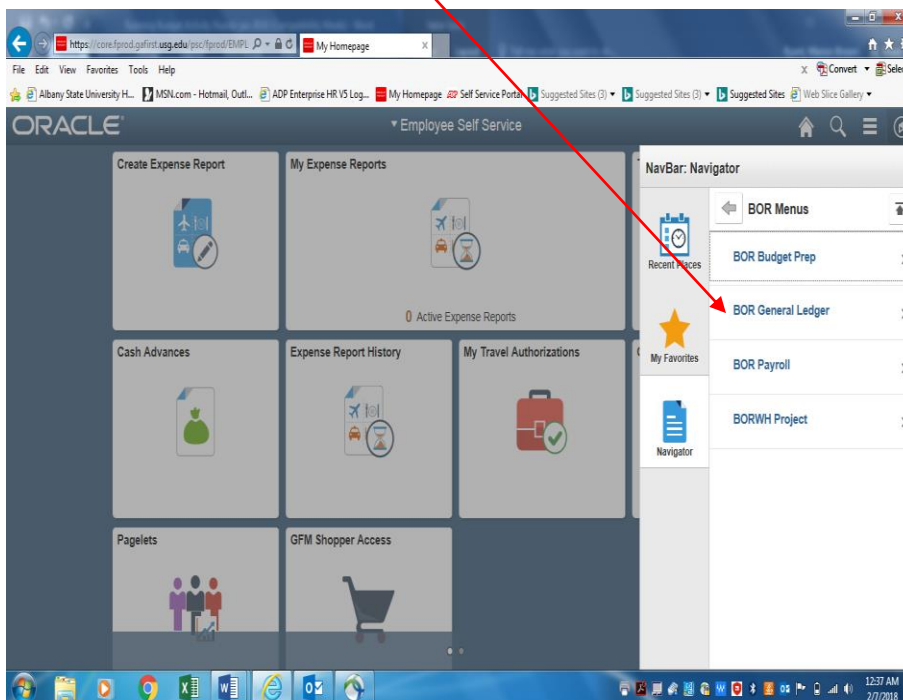 https://core.fprod.gafirst.usg.edu/psc/fprod/EMPL
My Homepage
x
File Edit View Favorites Tools Help
x Convert
Albany State University H... MSN.com - Hotmail, Outl... ADP Enterprise HR V5 Log... My Homepage Self Service Portal Suggested Sites (3) Suggested Sites (3) Suggested Sites Web Slice Gallery
ORACLE
Employee Self Service
Create Expense Report
My Expense Reports
0 Active Expense Reports
Cash Advances
Expense Report History
My Travel Authorizations
Pagelets
GFM Shopper Access
NavBar: Navigator
Recent Places
My Favorites
Navigator
BOR Menus
BOR Budget Prep
BOR General Ledger
BOR Payroll
BORWH Project
12:37 AM
2/7/2018